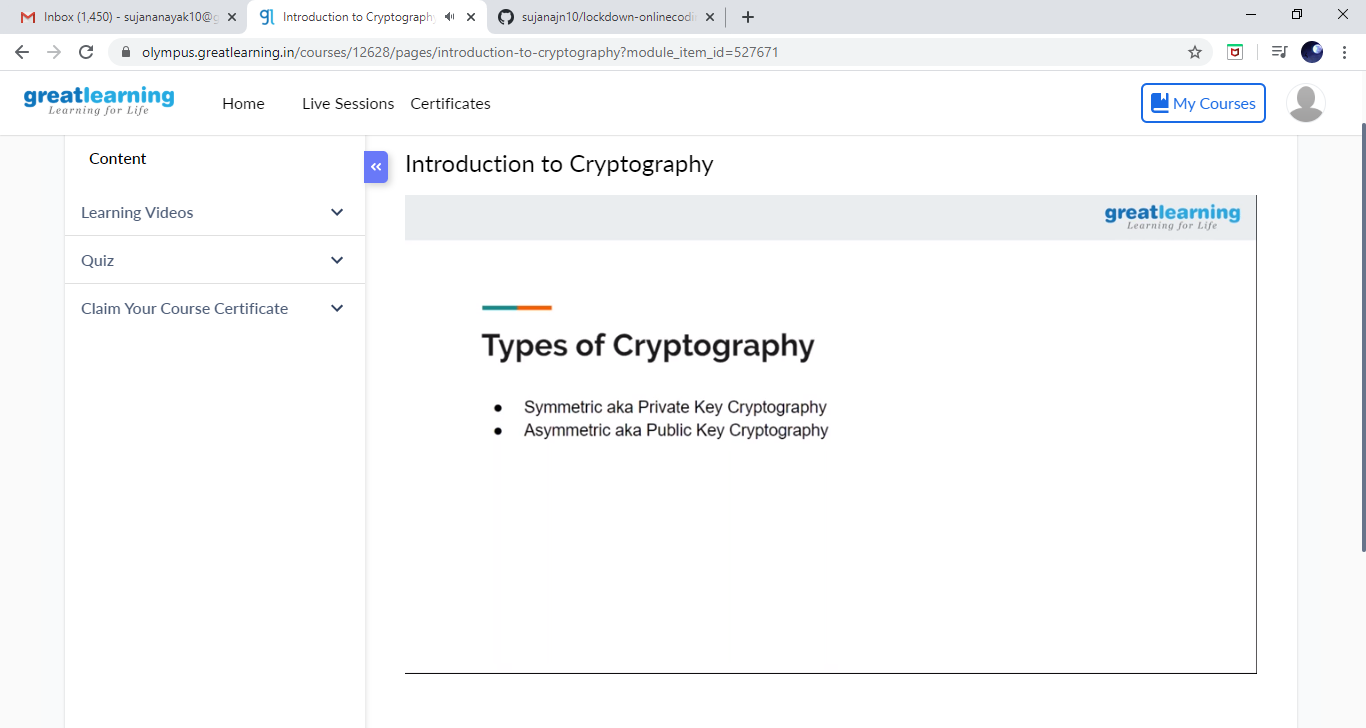 Inbox (1,450) - sujananayak10@g
Introduction to Cryptography
sujanajn10/lockdown-onlinecodi
olympus.greatlearning.in/courses/12628/pages/introduction-to-cryptography?module_item_id=527671
greatlearning
Learning for Life
Home
Live Sessions
Certificates
My Courses
Content
Learning Videos
Quiz
Claim Your Course Certificate
Introduction to Cryptography
greatlearning
Learning for Life
Types of Cryptography
● Symmetric aka Private Key Cryptography
● Asymmetric aka Public Key Cryptography